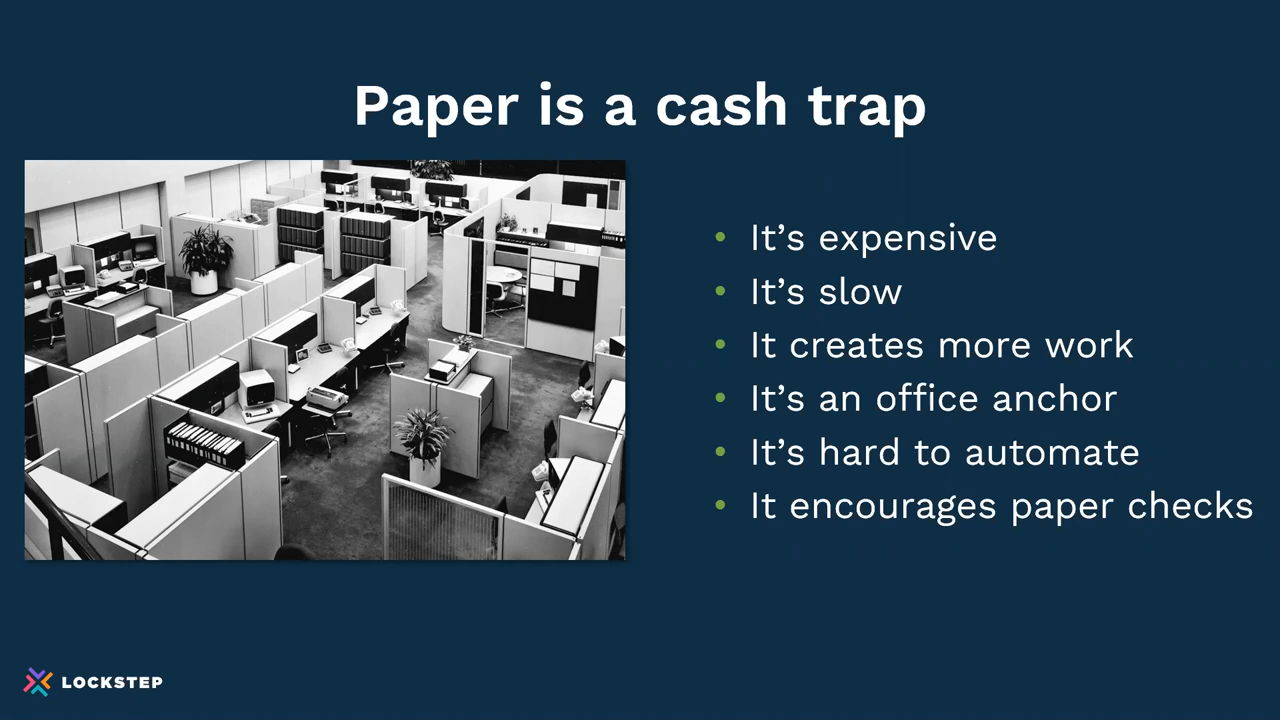 Paper is a cash trap
• It’s expensive
• It’s slow
• It creates more work
• It’s an office anchor
• It’s hard to automate
• It encourages paper checks
LOCKSTEP